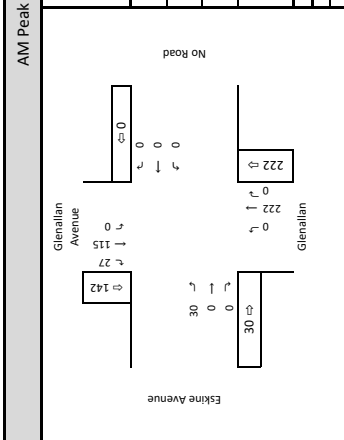 AM Peak
No Road
⇨ 0
0 0 0
Glenallan
Avenue
0
115
27
⇨ 142
222 ⇨
0
222
0
Glenallan
30
0
0
30 ⇨
Eskine Avenue